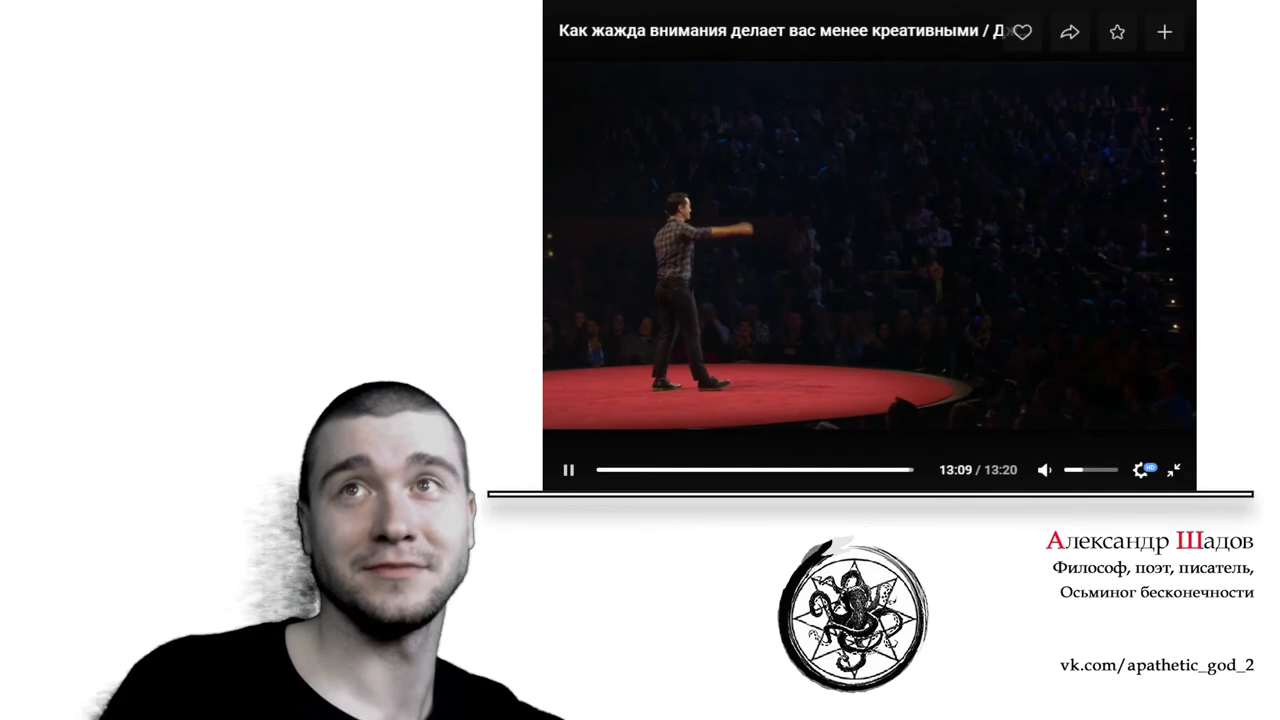 Как жажда внимания делает вас менее креативными /
13:09 / 13:20
HD
Александр Шадов
Философ, поэт, писатель,
Осьминог бесконечности
vk.com/apathetic_god_2